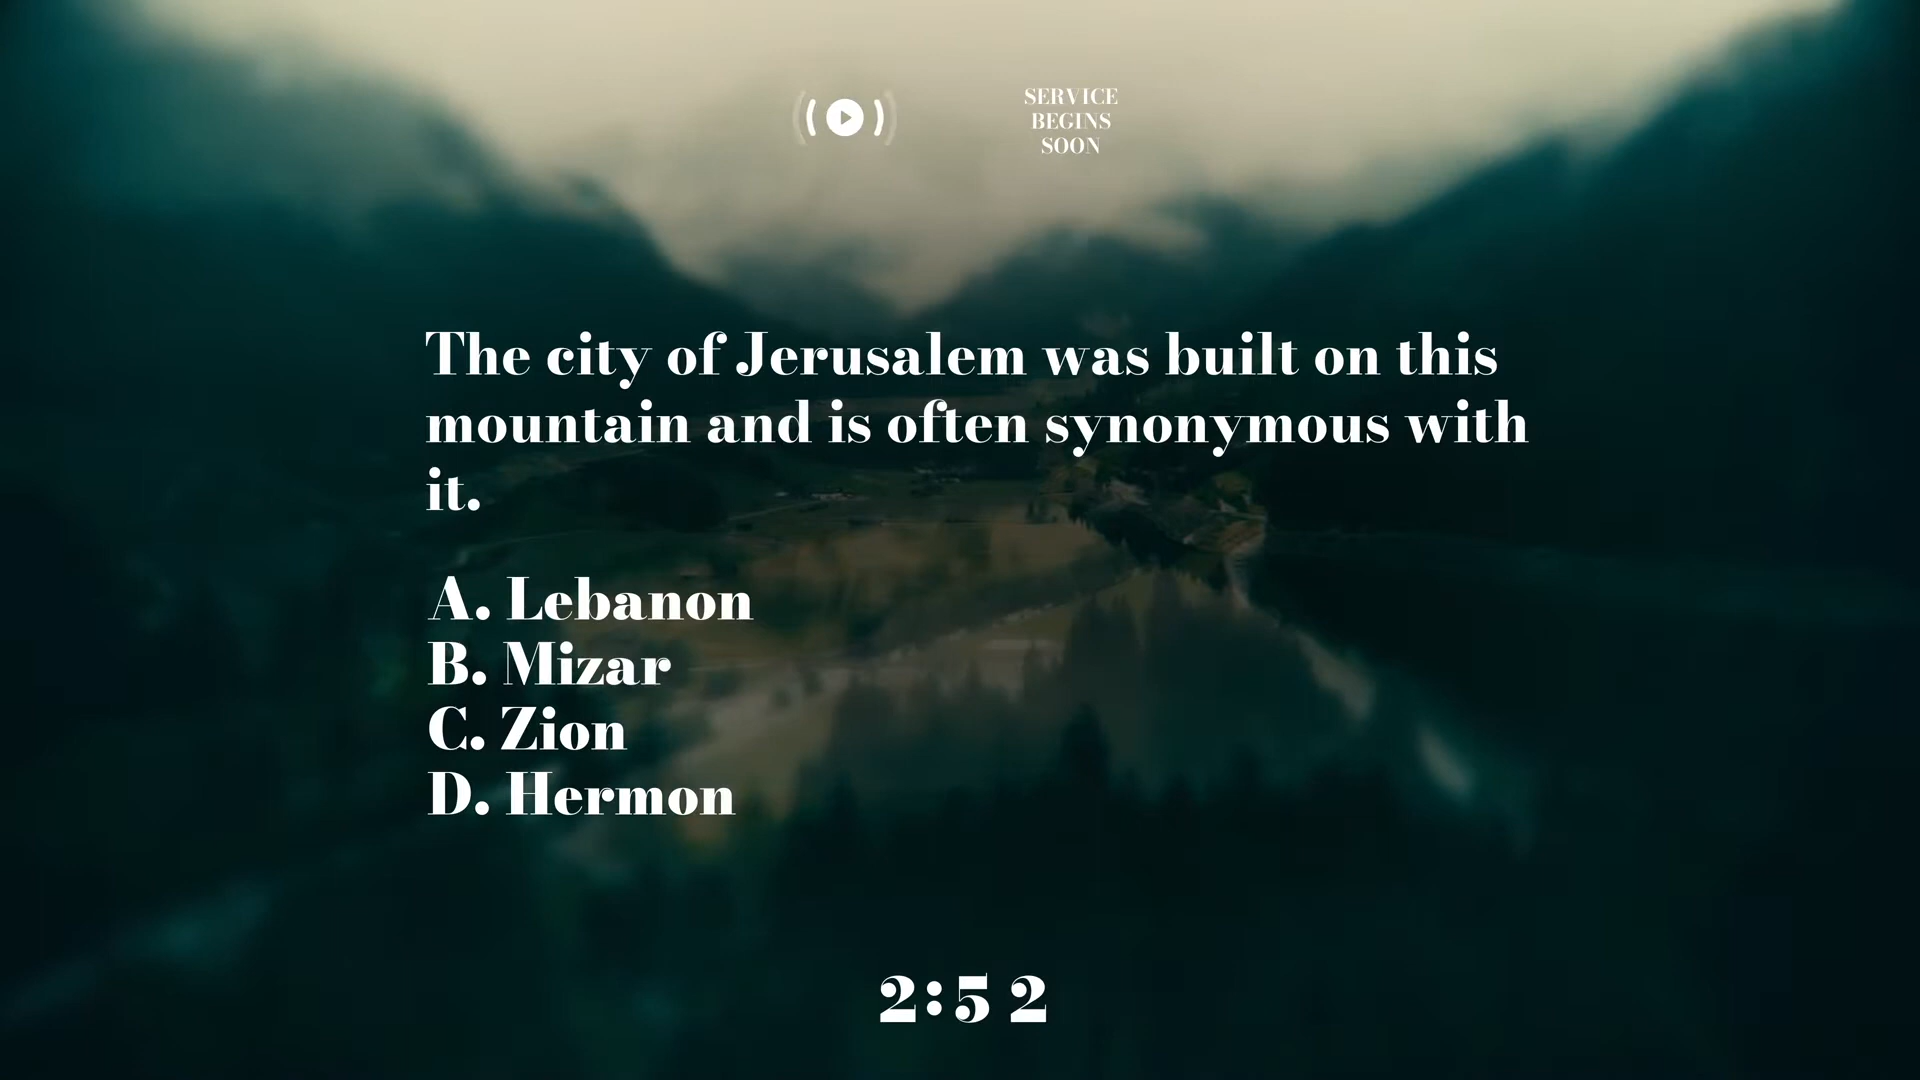 SERVICE
BEGINS
SOON
The city of Jerusalem was built on this
mountain and is often synonymous with
it.
A. Lebanon
B. Mizar
C. Zion
D. Hermon
2:52